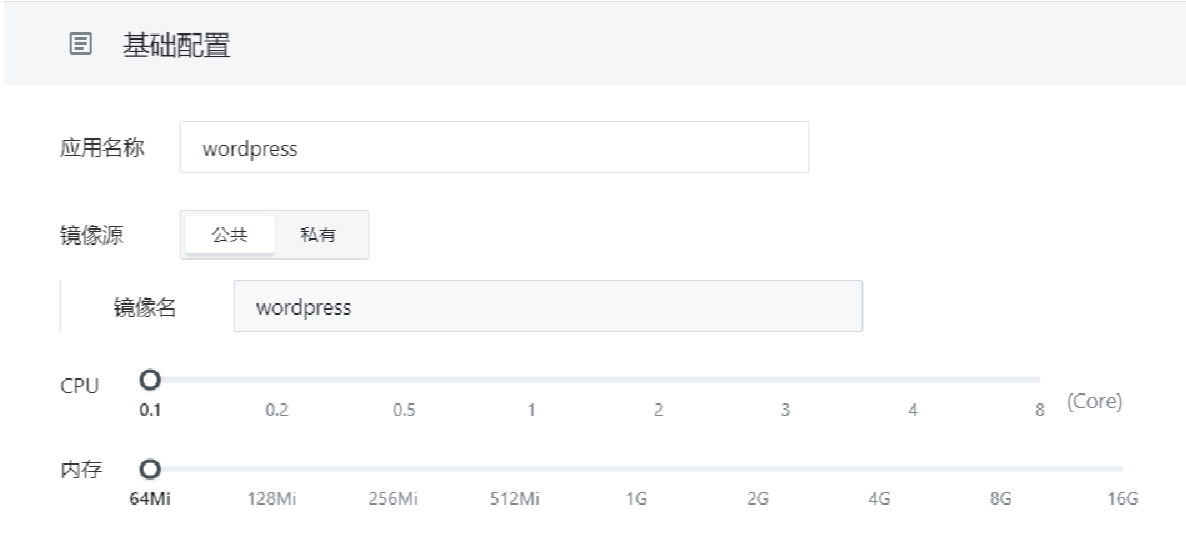 基础配置
应用名称 wordpress
镜像源 公共 私有
镜像名 wordpress
CPU 0.1 0.2 0.5 1 2 3 4 8 (Core)
内存 64Mi 128Mi 256Mi 512Mi 1G 2G 4G 8G 16G